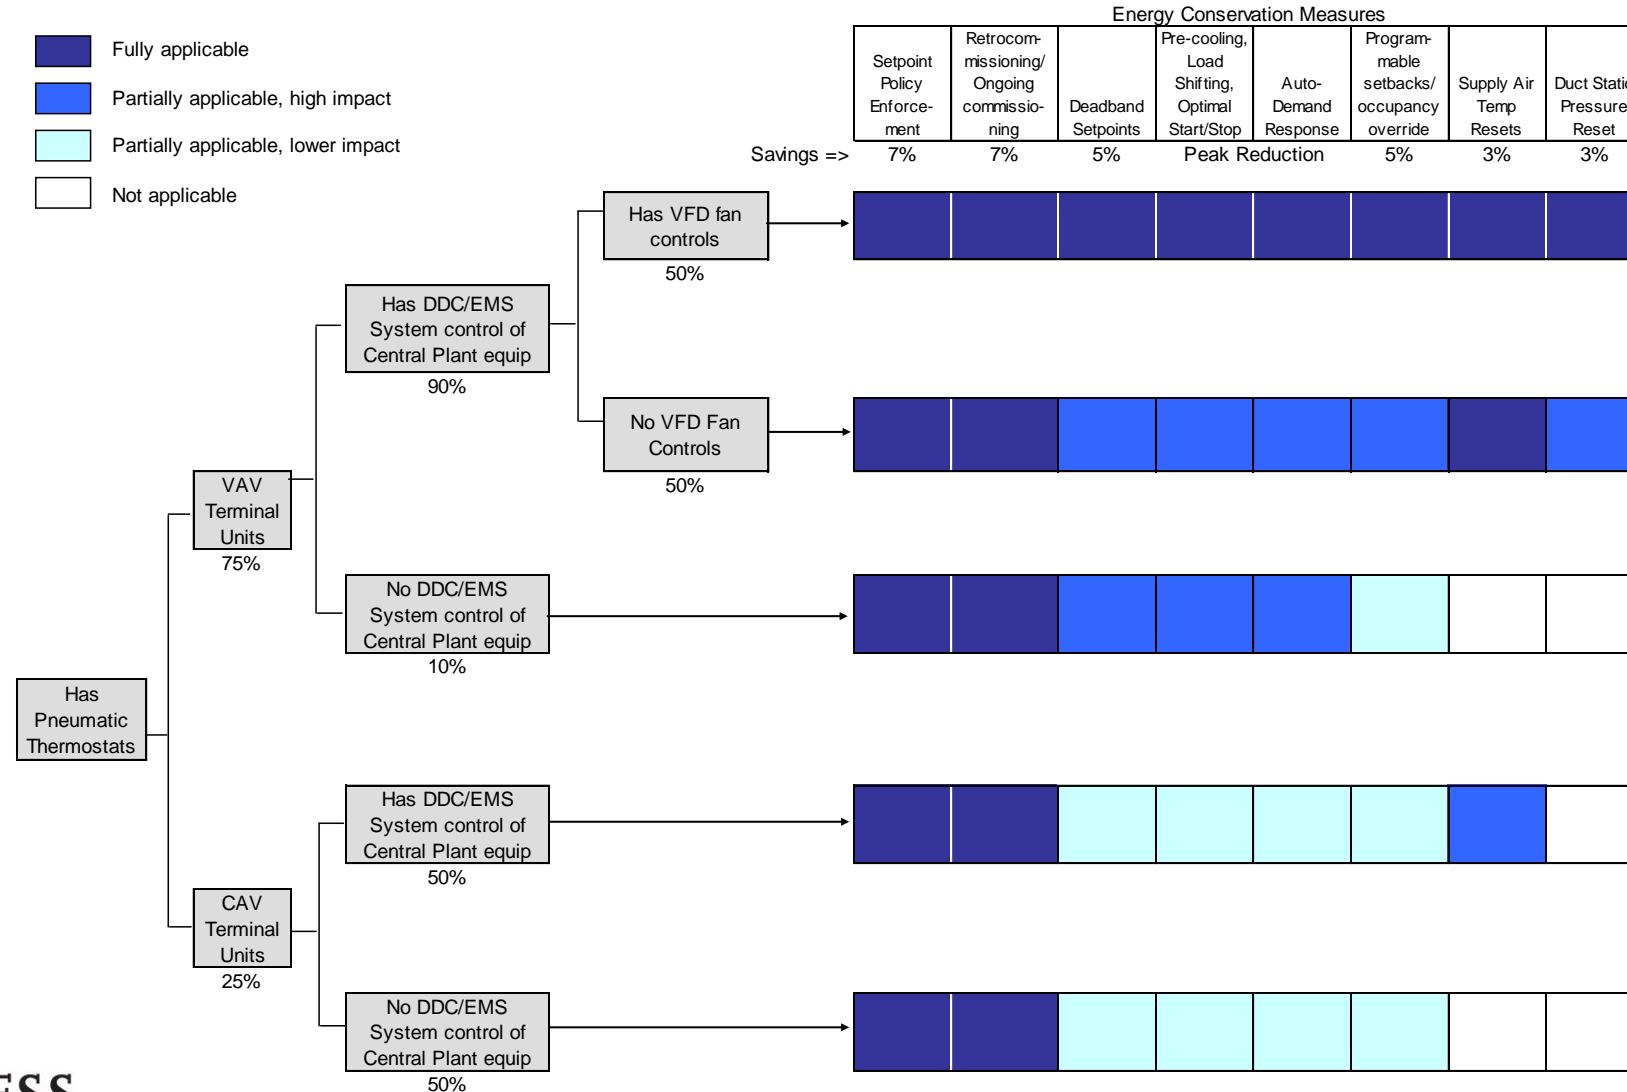 Energy Conservation Measures
Fully applicable
Partially applicable, high impact
Partially applicable, lower impact
Not applicable
Setpoint
Policy
Enforce-
ment
Retrocom-
missioning/
Ongoing
commissio-
ning
Deadband
Setpoints
Pre-cooling,
Load
Shifting,
Optimal
Start/Stop
Auto-
Demand
Response
Program-
mable
setbacks/
occupancy
override
Supply Air
Temp
Resets
Duct Static
Pressure
Reset
Savings => 7% 7% 5% Peak Reduction 5% 3% 3%
Has VFD fan
controls
50%
Has DDC/EMS
System control of
Central Plant equip
90%
No VFD Fan
Controls
50%
VAV
Terminal
Units
75%
No DDC/EMS
System control of
Central Plant equip
10%
Has
Pneumatic
Thermostats
Has DDC/EMS
System control of
Central Plant equip
50%
CAV
Terminal
Units
25%
No DDC/EMS
System control of
Central Plant equip
50%